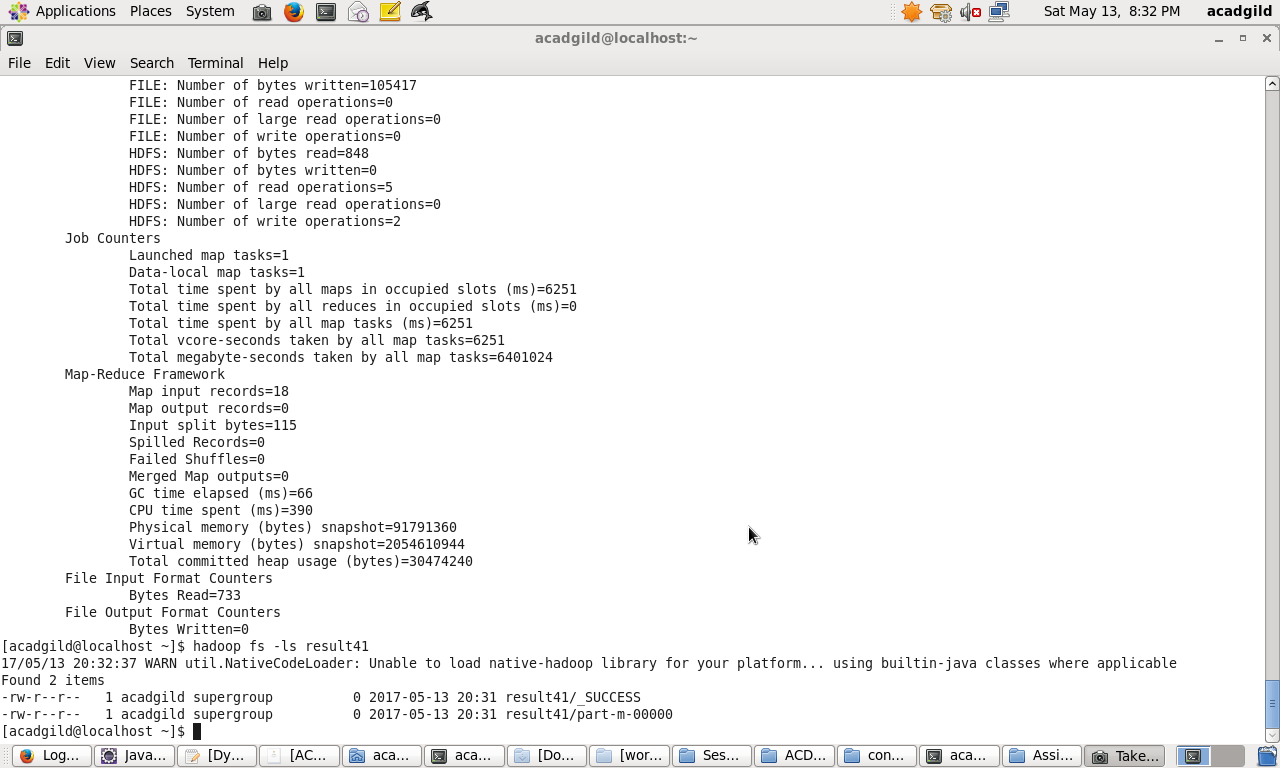 Applications Places System Sat May 13, 8:32 PM acadgild
acadgild@localhost:~
File Edit View Search Terminal Help
FILE: Number of bytes written=105417
FILE: Number of read operations=0
FILE: Number of large read operations=0
FILE: Number of write operations=0
HDFS: Number of bytes read=848
HDFS: Number of bytes written=0
HDFS: Number of read operations=5
HDFS: Number of large read operations=0
HDFS: Number of write operations=2
Job Counters
Launched map tasks=1
Data-local map tasks=1
Total time spent by all maps in occupied slots (ms)=6251
Total time spent by all reduces in occupied slots (ms)=0
Total time spent by all map tasks (ms)=6251
Total vcore-seconds taken by all map tasks=6251
Total megabyte-seconds taken by all map tasks=6401024
Map-Reduce Framework
Map input records=18
Map output records=0
Input split bytes=115
Spilled Records=0
Failed Shuffles=0
Merged Map outputs=0
GC time elapsed (ms)=66
CPU time spent (ms)=390
Physical memory (bytes) snapshot=91791360
Virtual memory (bytes) snapshot=2054610944
Total committed heap usage (bytes)=30474240
File Input Format Counters
Bytes Read=733
File Output Format Counters
Bytes Written=0
[acadgild@localhost ~]$ hadoop fs -ls result41
17/05/13 20:32:37 WARN util.NativeCodeLoader: Unable to load native-hadoop library for your platform... using builtin-java classes where applicable
Found 2 items
-rw-r--r-- 1 acadgild supergroup 0 2017-05-13 20:31 result41/_SUCCESS
-rw-r--r-- 1 acadgild supergroup 0 2017-05-13 20:31 result41/part-m-00000
[acadgild@localhost ~]$
Log... Java... [Dy... [AC... aca... aca... [Do... [wor... Ses... ACD... con... aca... Assi... Take...